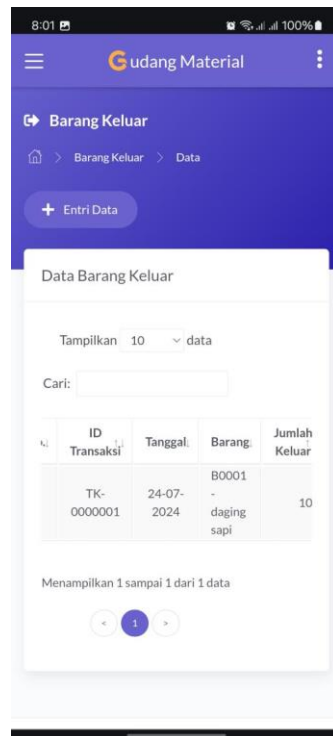 8:01 100%
Gudang Material
Barang Keluar
Barang Keluar > Data
+ Entri Data
Data Barang Keluar
Tampilkan 10 data
Cari:
ID Transaksi Tanggal Barang Jumlah Keluar
TK-0000001 24-07-2024 B0001 - daging sapi 10
Menampilkan 1 sampai 1 dari 1 data
< 1 >